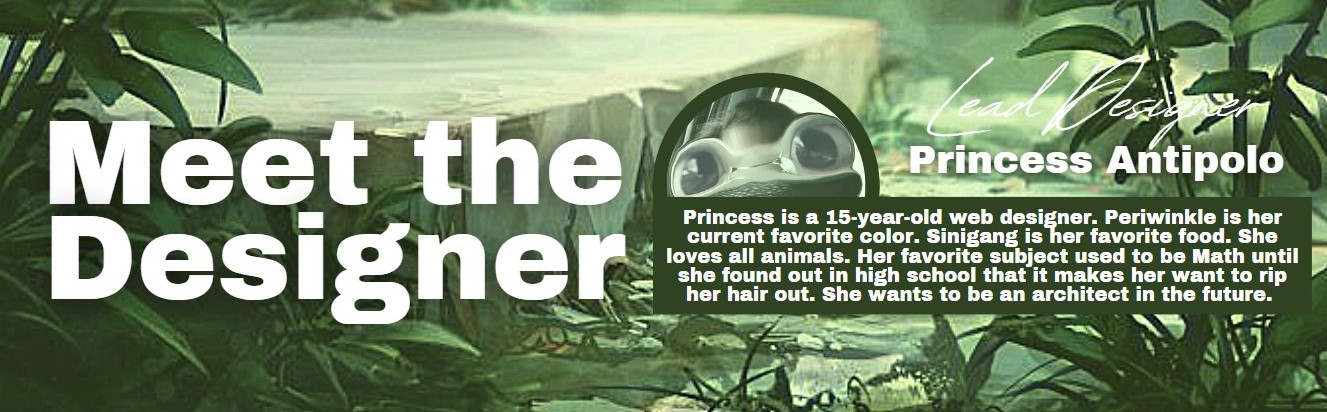 Meet the
Designer
Lead Designer
Princess Antipolo
Princess is a 15-year-old web designer. Periwinkle is her
current favorite color. Sinigang is her favorite food. She
loves all animals. Her favorite subject used to be Math until
she found out in high school that it makes her want to rip
her hair out. She wants to be an architect in the future.